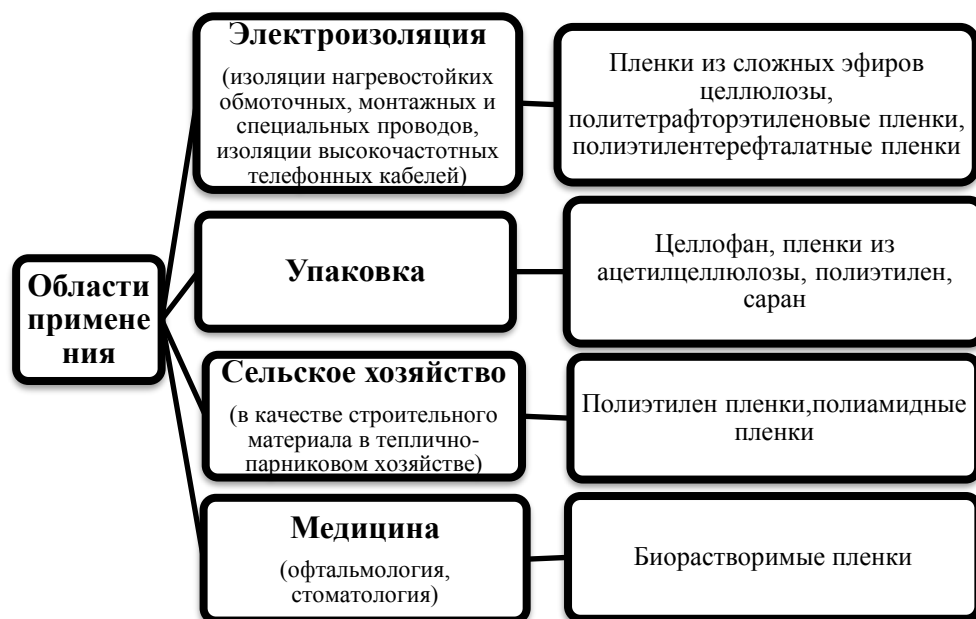 Электроизоляция
(изоляции нагревостойких
обмоточных, монтажных и
специальных проводов,
изоляции высокочастотных
телефонных кабелей)
Пленки из сложных эфиров
целлюлозы,
политетрафторэтиленовые пленки,
полиэтилентерефталатные пленки
Упаковка
Целлофан, пленки из
ацетилцеллюлозы, полиэтилен,
саран
Области
примене
ния
Сельское хозяйство
(в качестве строительного
материала в теплично-
парниковом хозяйстве)
Полиэтилен пленки,полиамидные
пленки
Медицина
(офтальмология,
стоматология)
Биорастворимые пленки